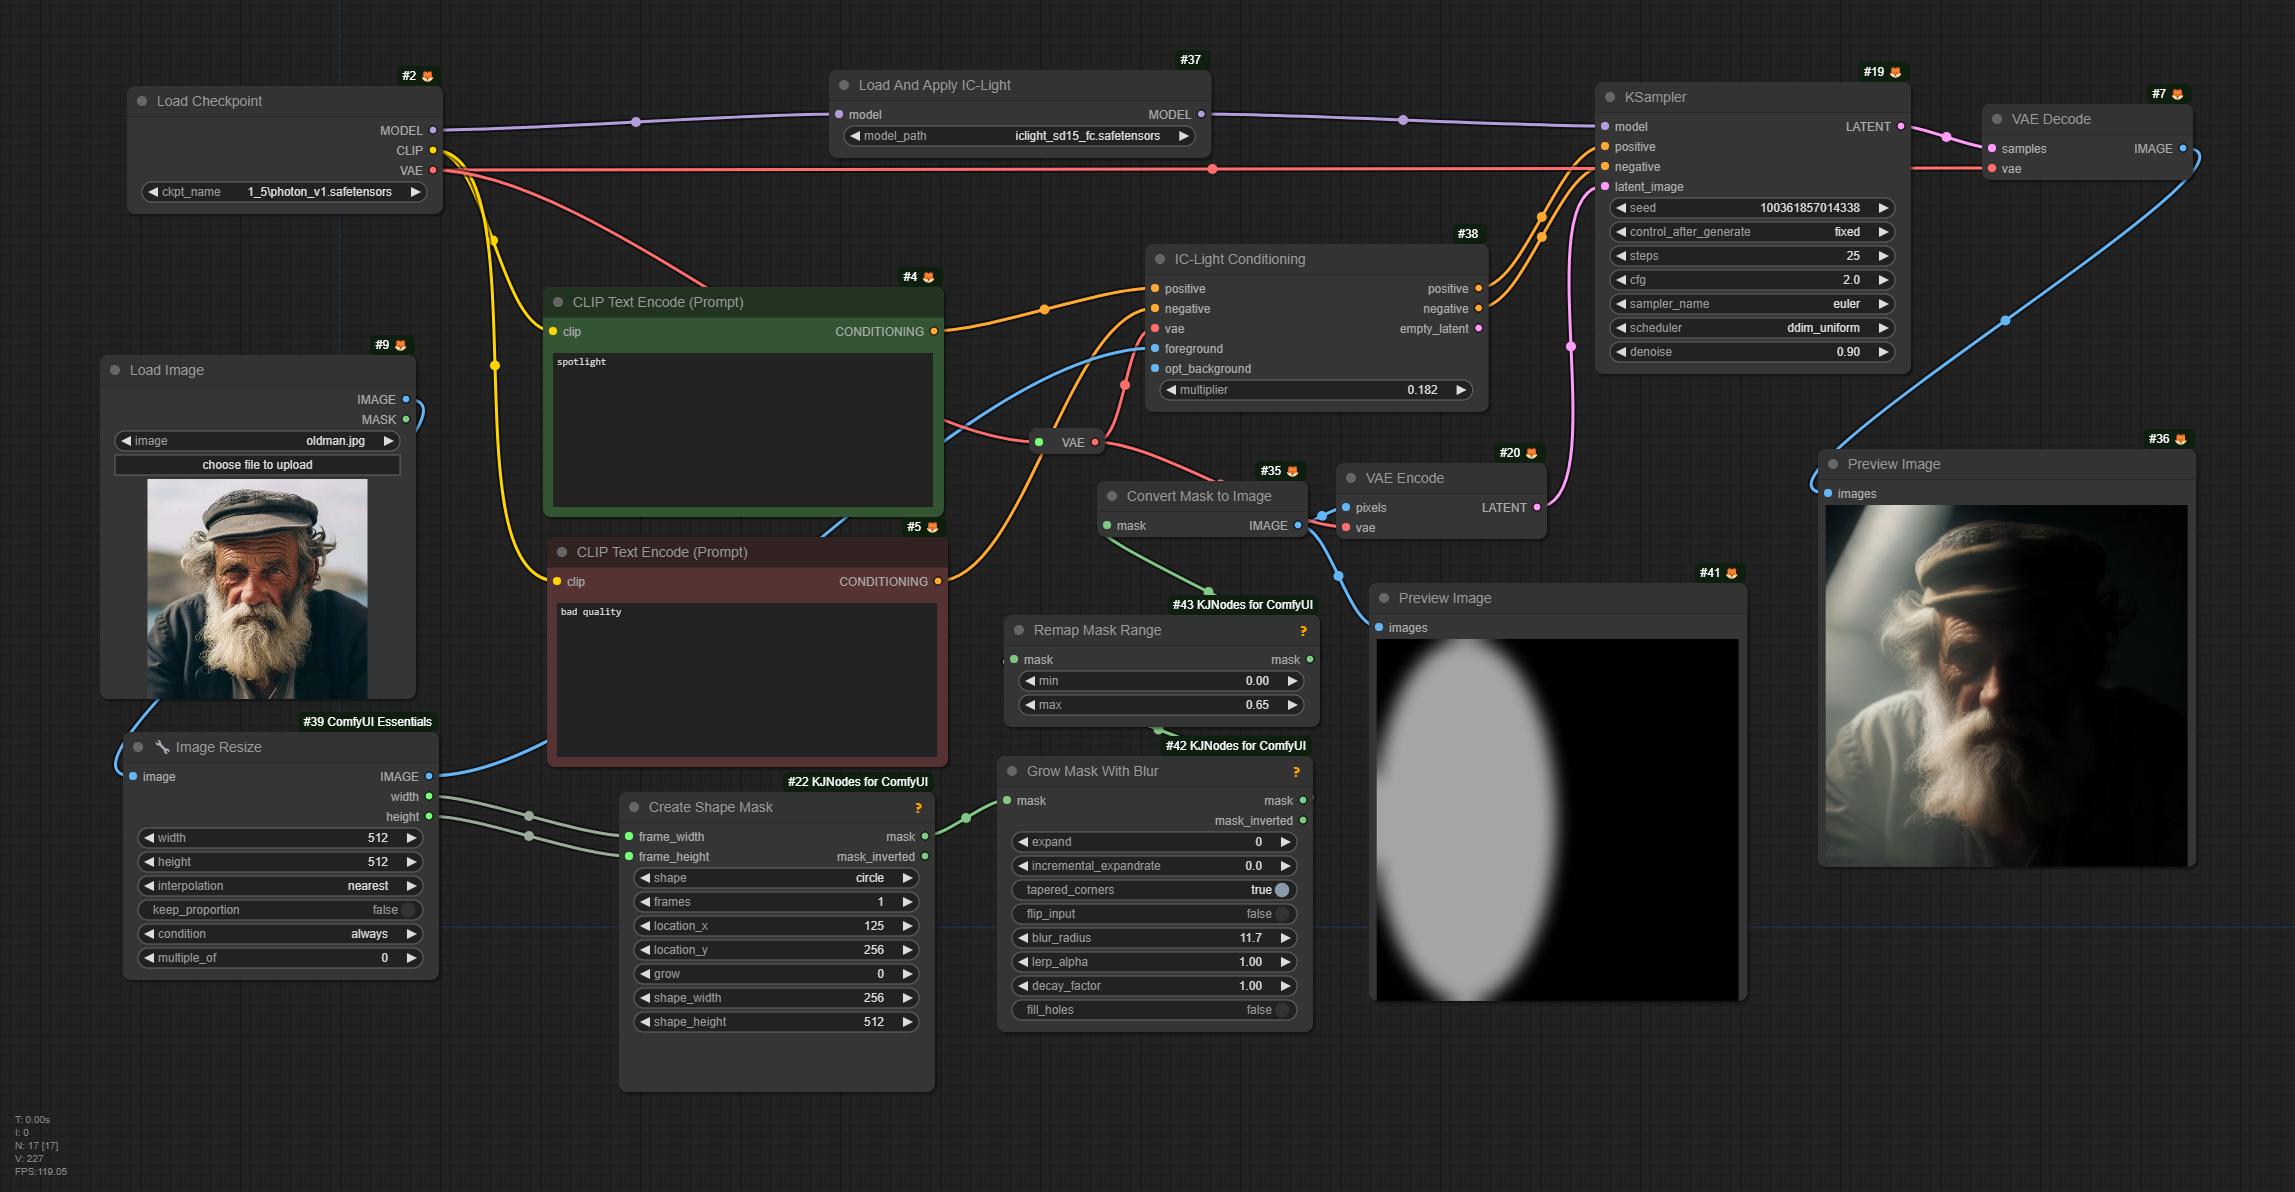 #2
Load Checkpoint
MODEL
CLIP
VAE
ckpt_name 1_5\photon_v1.safetensors
#37
Load And Apply IC-Light
model MODEL
model_path iclight_sd15_fc.safetensors
#19
KSampler
model LATENT
positive
negative
latent_image
seed 100361857014338
control_after_generate fixed
steps 25
cfg 2.0
sampler_name euler
scheduler ddim_uniform
denoise 0.90
#7
VAE Decode
samples IMAGE
vae
#4
CLIP Text Encode (Prompt)
clip CONDITIONING
spotlight
#38
IC-Light Conditioning
positive positive
negative negative
vae empty_latent
foreground
opt_background
multiplier 0.182
#9
Load Image
IMAGE
MASK
image oldman.jpg
choose file to upload
VAE
#5
CLIP Text Encode (Prompt)
clip CONDITIONING
bad quality
#35
Convert Mask to Image
mask IMAGE
#20
VAE Encode
pixels LATENT
vae
#36
Preview Image
images
#41
Preview Image
images
#43 KJNodes for ComfyUI
Remap Mask Range ?
mask mask
min 0.00
max 0.65
#39 ComfyUI Essentials
Image Resize
image IMAGE
width
height
width 512
height 512
interpolation nearest
keep_proportion false
condition always
multiple_of 0
#22 KJNodes for ComfyUI
Create Shape Mask ?
frame_width mask
frame_height mask_inverted
shape circle
frames 1
location_x 125
location_y 256
grow 0
shape_width 256
shape_height 512
#42 KJNodes for ComfyUI
Grow Mask With Blur ?
mask mask
mask_inverted
expand 0
incremental_expandrate 0.0
tapered_corners true
flip_input false
blur_radius 11.7
lerp_alpha 1.00
decay_factor 1.00
fill_holes false
T: 0.00s
I: 0
N: 17 [17]
V: 227
FPS:119.05